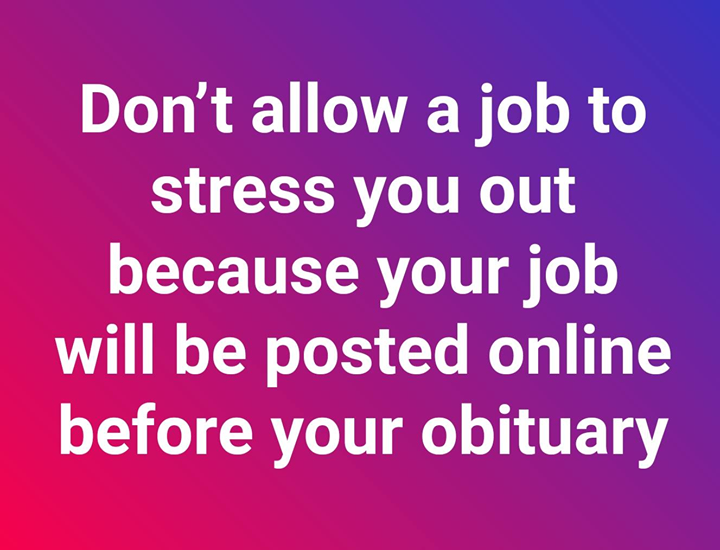 Don’t allow a job to
stress you out
because your job
will be posted online
before your obituary